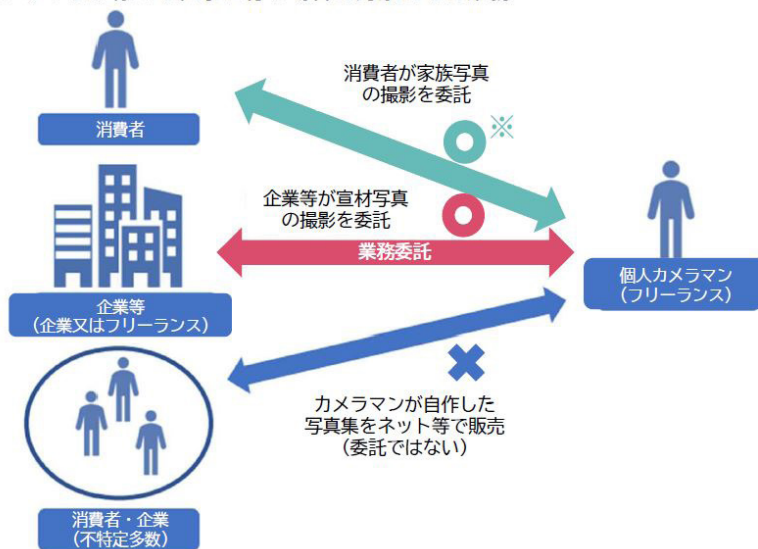 消費者
消費者が家族写真
の撮影を委託
※
企業等が宣材写真
の撮影を委託
業務委託
企業等
(企業又はフリーランス)
個人カメラマン
(フリーランス)
カメラマンが自作した
写真集をネット等で販売
(委託ではない)
消費者・企業
(不特定多数)